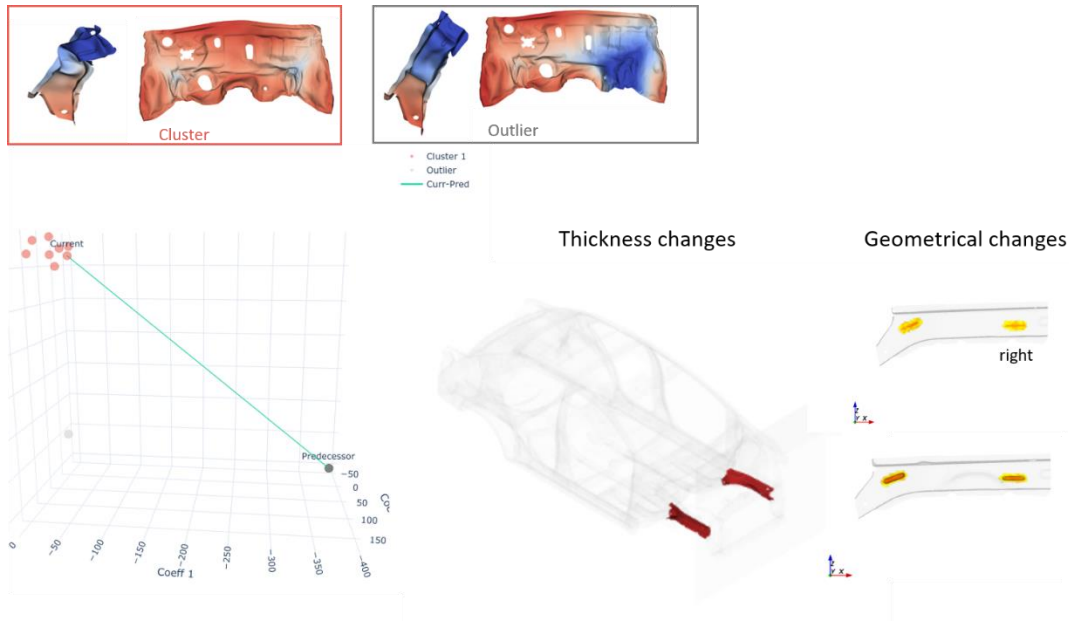 Cluster
Outlier
Cluster 1
Outlier
Curr-Pred
Current
Predecessor
−50
0
50
100
150
0
−50
−100
−150
−200
−250
−300
−350
−400
Coeff 1
Thickness changes
Geometrical changes
right
Z
Y X
Z
Y X